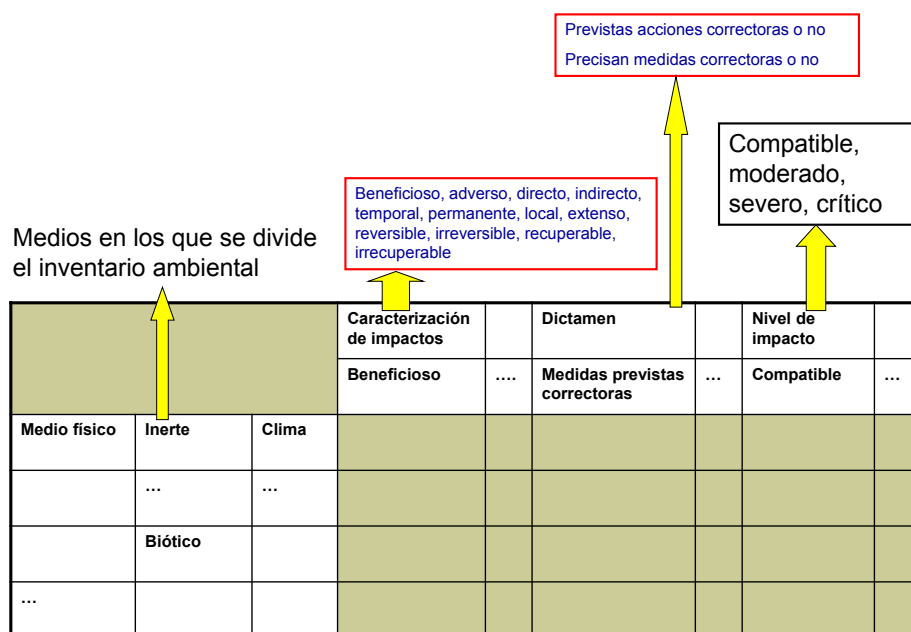 Previstas acciones correctoras o no
Precisan medidas correctoras o no
Compatible,
moderado,
severo, crítico
Beneficioso, adverso, directo, indirecto,
temporal, permanente, local, extenso,
reversible, irreversible, recuperable,
irrecuperable
Medios en los que se divide
el inventario ambiental
Caracterización
de impactos
Dictamen
Nivel de
impacto
Beneficioso
....
Medidas previstas
correctoras
...
Compatible
...
Medio físico
Inerte
Clima
...
...
Biótico
...